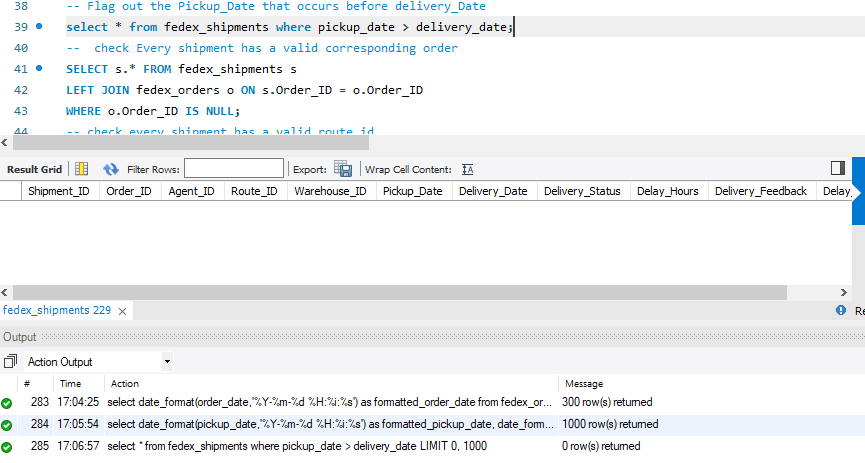 38 -- Flag out the Pickup_Date that occurs before delivery_Date
39 select * from fedex_shipments where pickup_date > delivery_date;
40 -- check Every shipment has a valid corresponding order
41 SELECT s.* FROM fedex_shipments s
42 LEFT JOIN fedex_orders o ON s.Order_ID = o.Order_ID
43 WHERE o.Order_ID IS NULL;
44 -- check every shipment has a valid route id
Result Grid Filter Rows: Export: Wrap Cell Content:
Shipment_ID Order_ID Agent_ID Route_ID Warehouse_ID Pickup_Date Delivery_Date Delivery_Status Delay_Hours Delivery_Feedback Delay_
fedex_shipments 229 Re
Output
Action Output
# Time Action Message
283 17:04:25 select date_format(order_date,'%Y-%m-%d %H:%i:%s') as formatted_order_date from fedex_or... 300 row(s) returned
284 17:05:54 select date_format(pickup_date,'%Y-%m-%d %H:%i:%s') as formatted_pickup_date, date_form... 1000 row(s) returned
285 17:06:57 select * from fedex_shipments where pickup_date > delivery_date LIMIT 0, 1000 0 row(s) returned